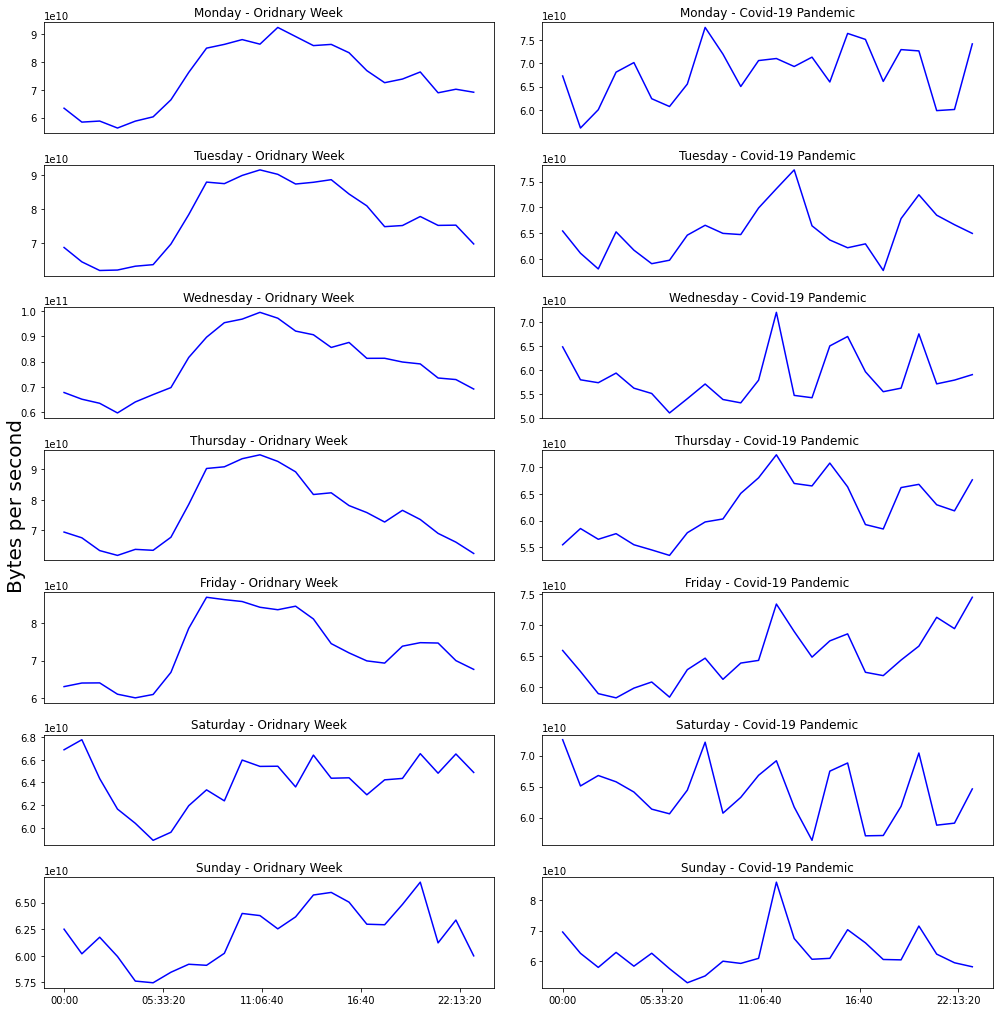 Monday - Oridnary Week
1e10
9
8
7
6
Monday - Covid-19 Pandemic
1e10
7.5
7.0
6.5
6.0
Tuesday - Oridnary Week
1e10
9
8
7
Tuesday - Covid-19 Pandemic
1e10
7.5
7.0
6.5
6.0
Wednesday - Oridnary Week
1e11
1.0
0.9
0.8
0.7
0.6
Wednesday - Covid-19 Pandemic
1e10
7.0
6.5
6.0
5.5
5.0
Bytes per second
Thursday - Oridnary Week
1e10
9
8
7
Thursday - Covid-19 Pandemic
1e10
7.0
6.5
6.0
5.5
Friday - Oridnary Week
1e10
8
7
6
Friday - Covid-19 Pandemic
1e10
7.5
7.0
6.5
6.0
Saturday - Oridnary Week
1e10
6.8
6.6
6.4
6.2
6.0
Saturday - Covid-19 Pandemic
1e10
7.0
6.5
6.0
Sunday - Oridnary Week
1e10
6.50
6.25
6.00
5.75
00:00 05:33:20 11:06:40 16:40 22:13:20
Sunday - Covid-19 Pandemic
1e10
8
7
6
00:00 05:33:20 11:06:40 16:40 22:13:20